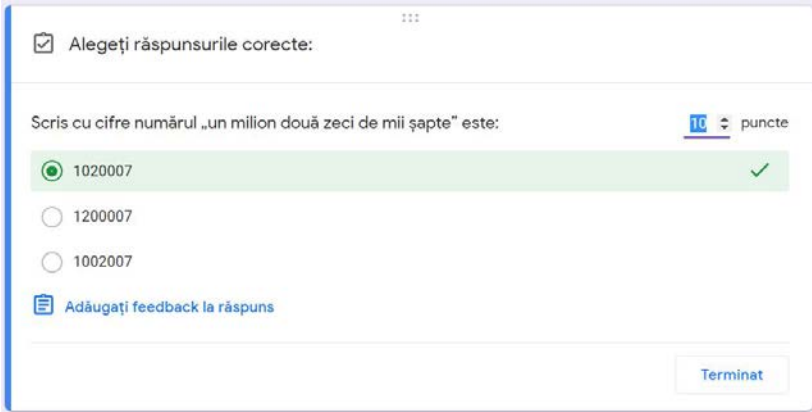 Alegeți răspunsurile corecte:
Scris cu cifre numărul „un milion două zeci de mii șapte” este:
10 puncte
1020007
1200007
1002007
Adăugați feedback la răspuns
Terminat